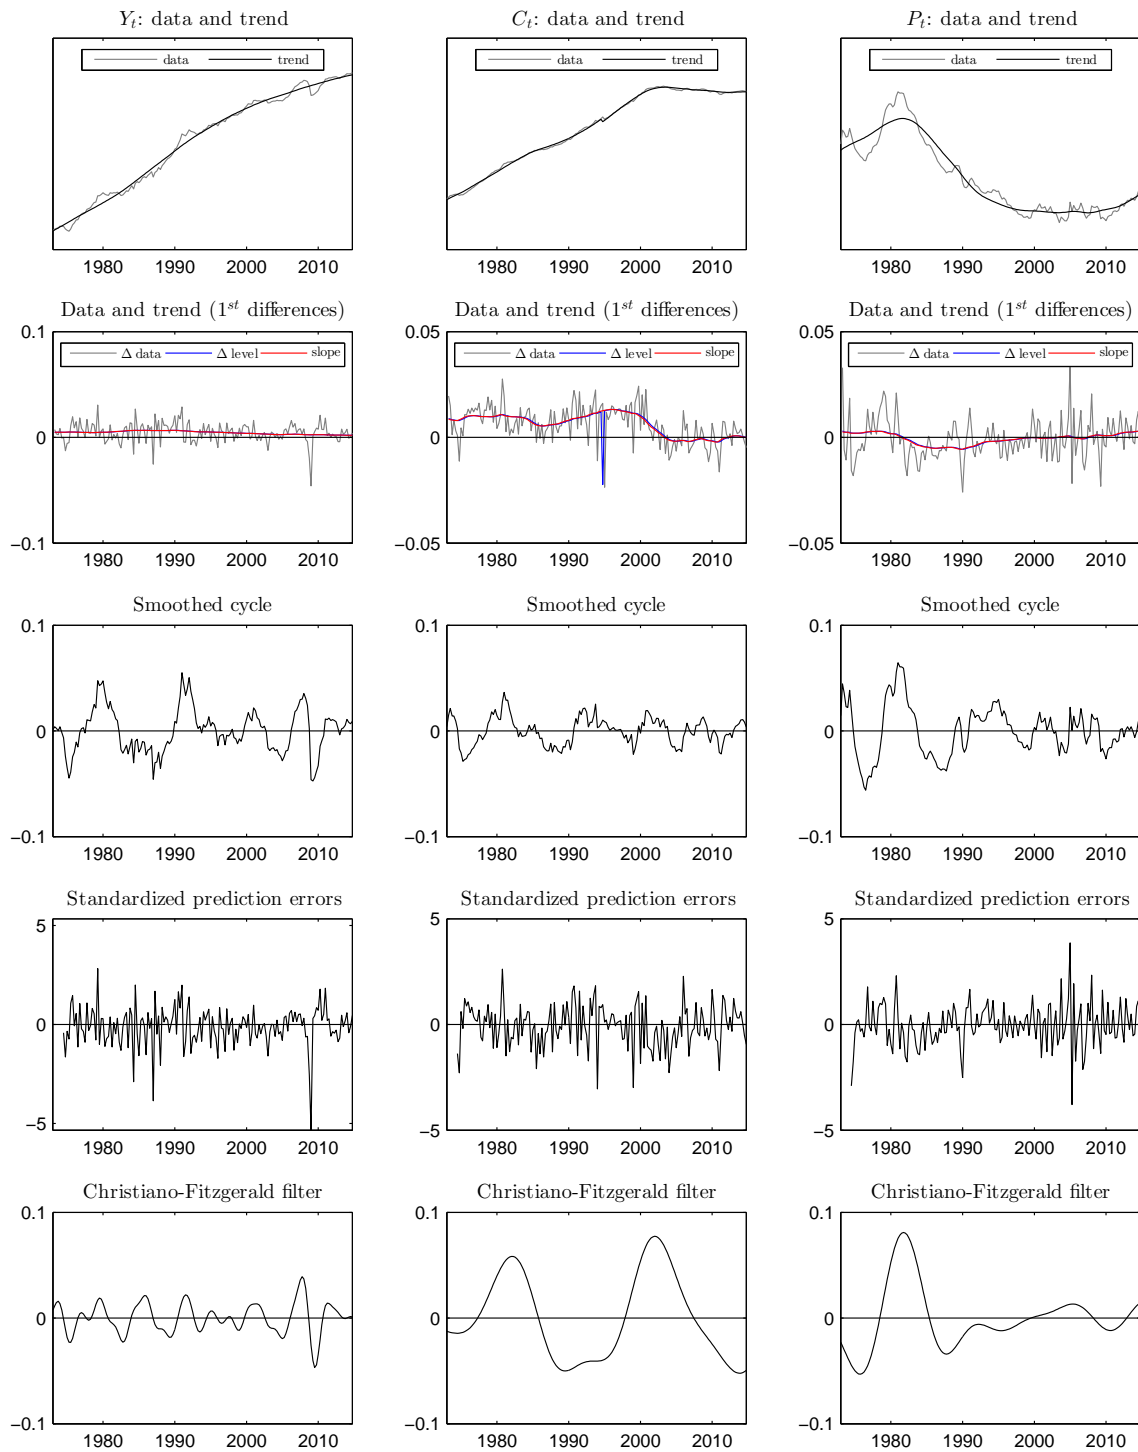 Y_t: data and trend C_t: data and trend P_t: data and trend
data trend data trend data trend
1980 1990 2000 2010 1980 1990 2000 2010 1980 1990 2000 2010
Data and trend (1^st differences) Data and trend (1^st differences) Data and trend (1^st differences)
0.1 0.05 0.05
Δ data Δ level slope Δ data Δ level slope Δ data Δ level slope
0 0 0
−0.1 −0.05 −0.05
1980 1990 2000 2010 1980 1990 2000 2010 1980 1990 2000 2010
Smoothed cycle Smoothed cycle Smoothed cycle
0.1 0.1 0.1
0 0 0
−0.1 −0.1 −0.1
1980 1990 2000 2010 1980 1990 2000 2010 1980 1990 2000 2010
Standardized prediction errors Standardized prediction errors Standardized prediction errors
5 5 5
0 0 0
−5 −5 −5
1980 1990 2000 2010 1980 1990 2000 2010 1980 1990 2000 2010
Christiano-Fitzgerald filter Christiano-Fitzgerald filter Christiano-Fitzgerald filter
0.1 0.1 0.1
0 0 0
−0.1 −0.1 −0.1
1980 1990 2000 2010 1980 1990 2000 2010 1980 1990 2000 2010